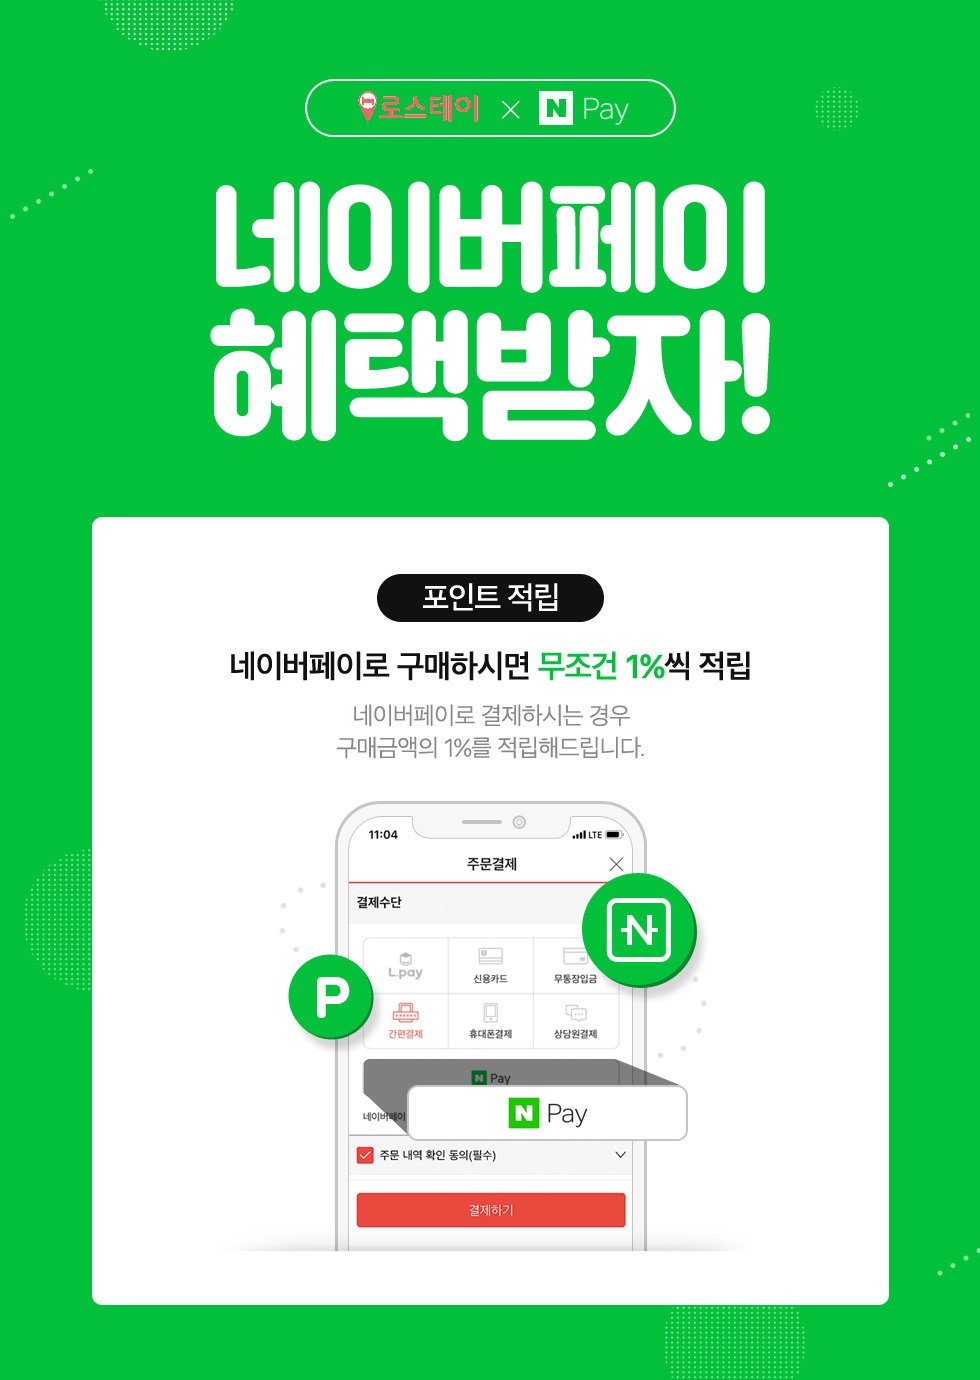 로스테이 × N Pay
네이버페이
혜택받자!
포인트 적립
네이버페이로 구매하시면 무조건 1%씩 적립
네이버페이로 결제하시는 경우
구매금액의 1%를 적립해드립니다.
11:04 LTE
주문결제
결제수단
L.pay 신용카드 무통장입금
N
P
간편결제 휴대폰결제 상담원결제
N Pay
네이버페이
N Pay
주문 내역 확인 동의(필수)
결제하기